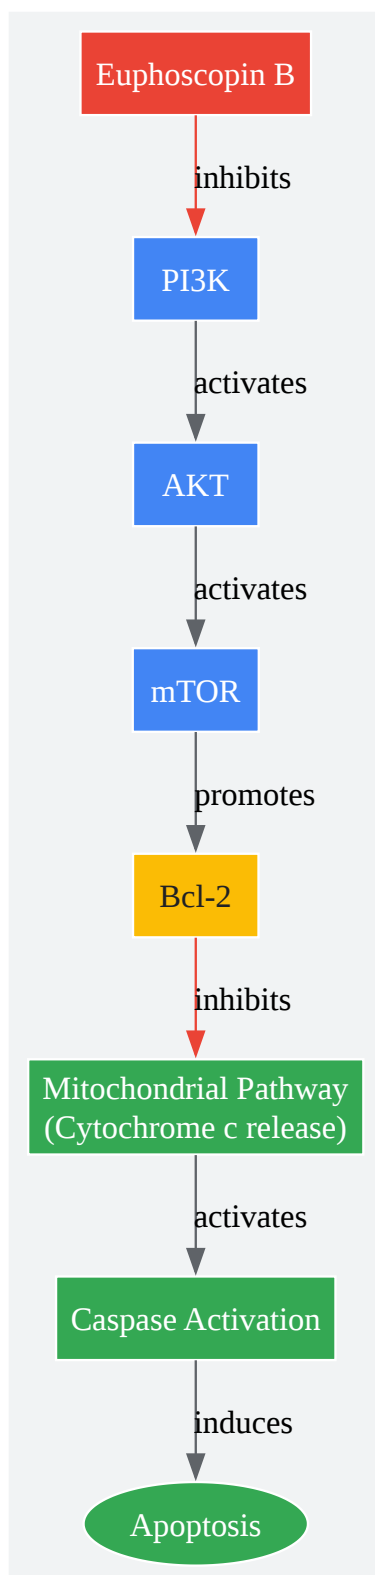 Euphoscopin B
inhibits
PI3K
activates
AKT
activates
mTOR
promotes
Bcl-2
inhibits
Mitochondrial Pathway
(Cytochrome c release)
activates
Caspase Activation
induces
Apoptosis